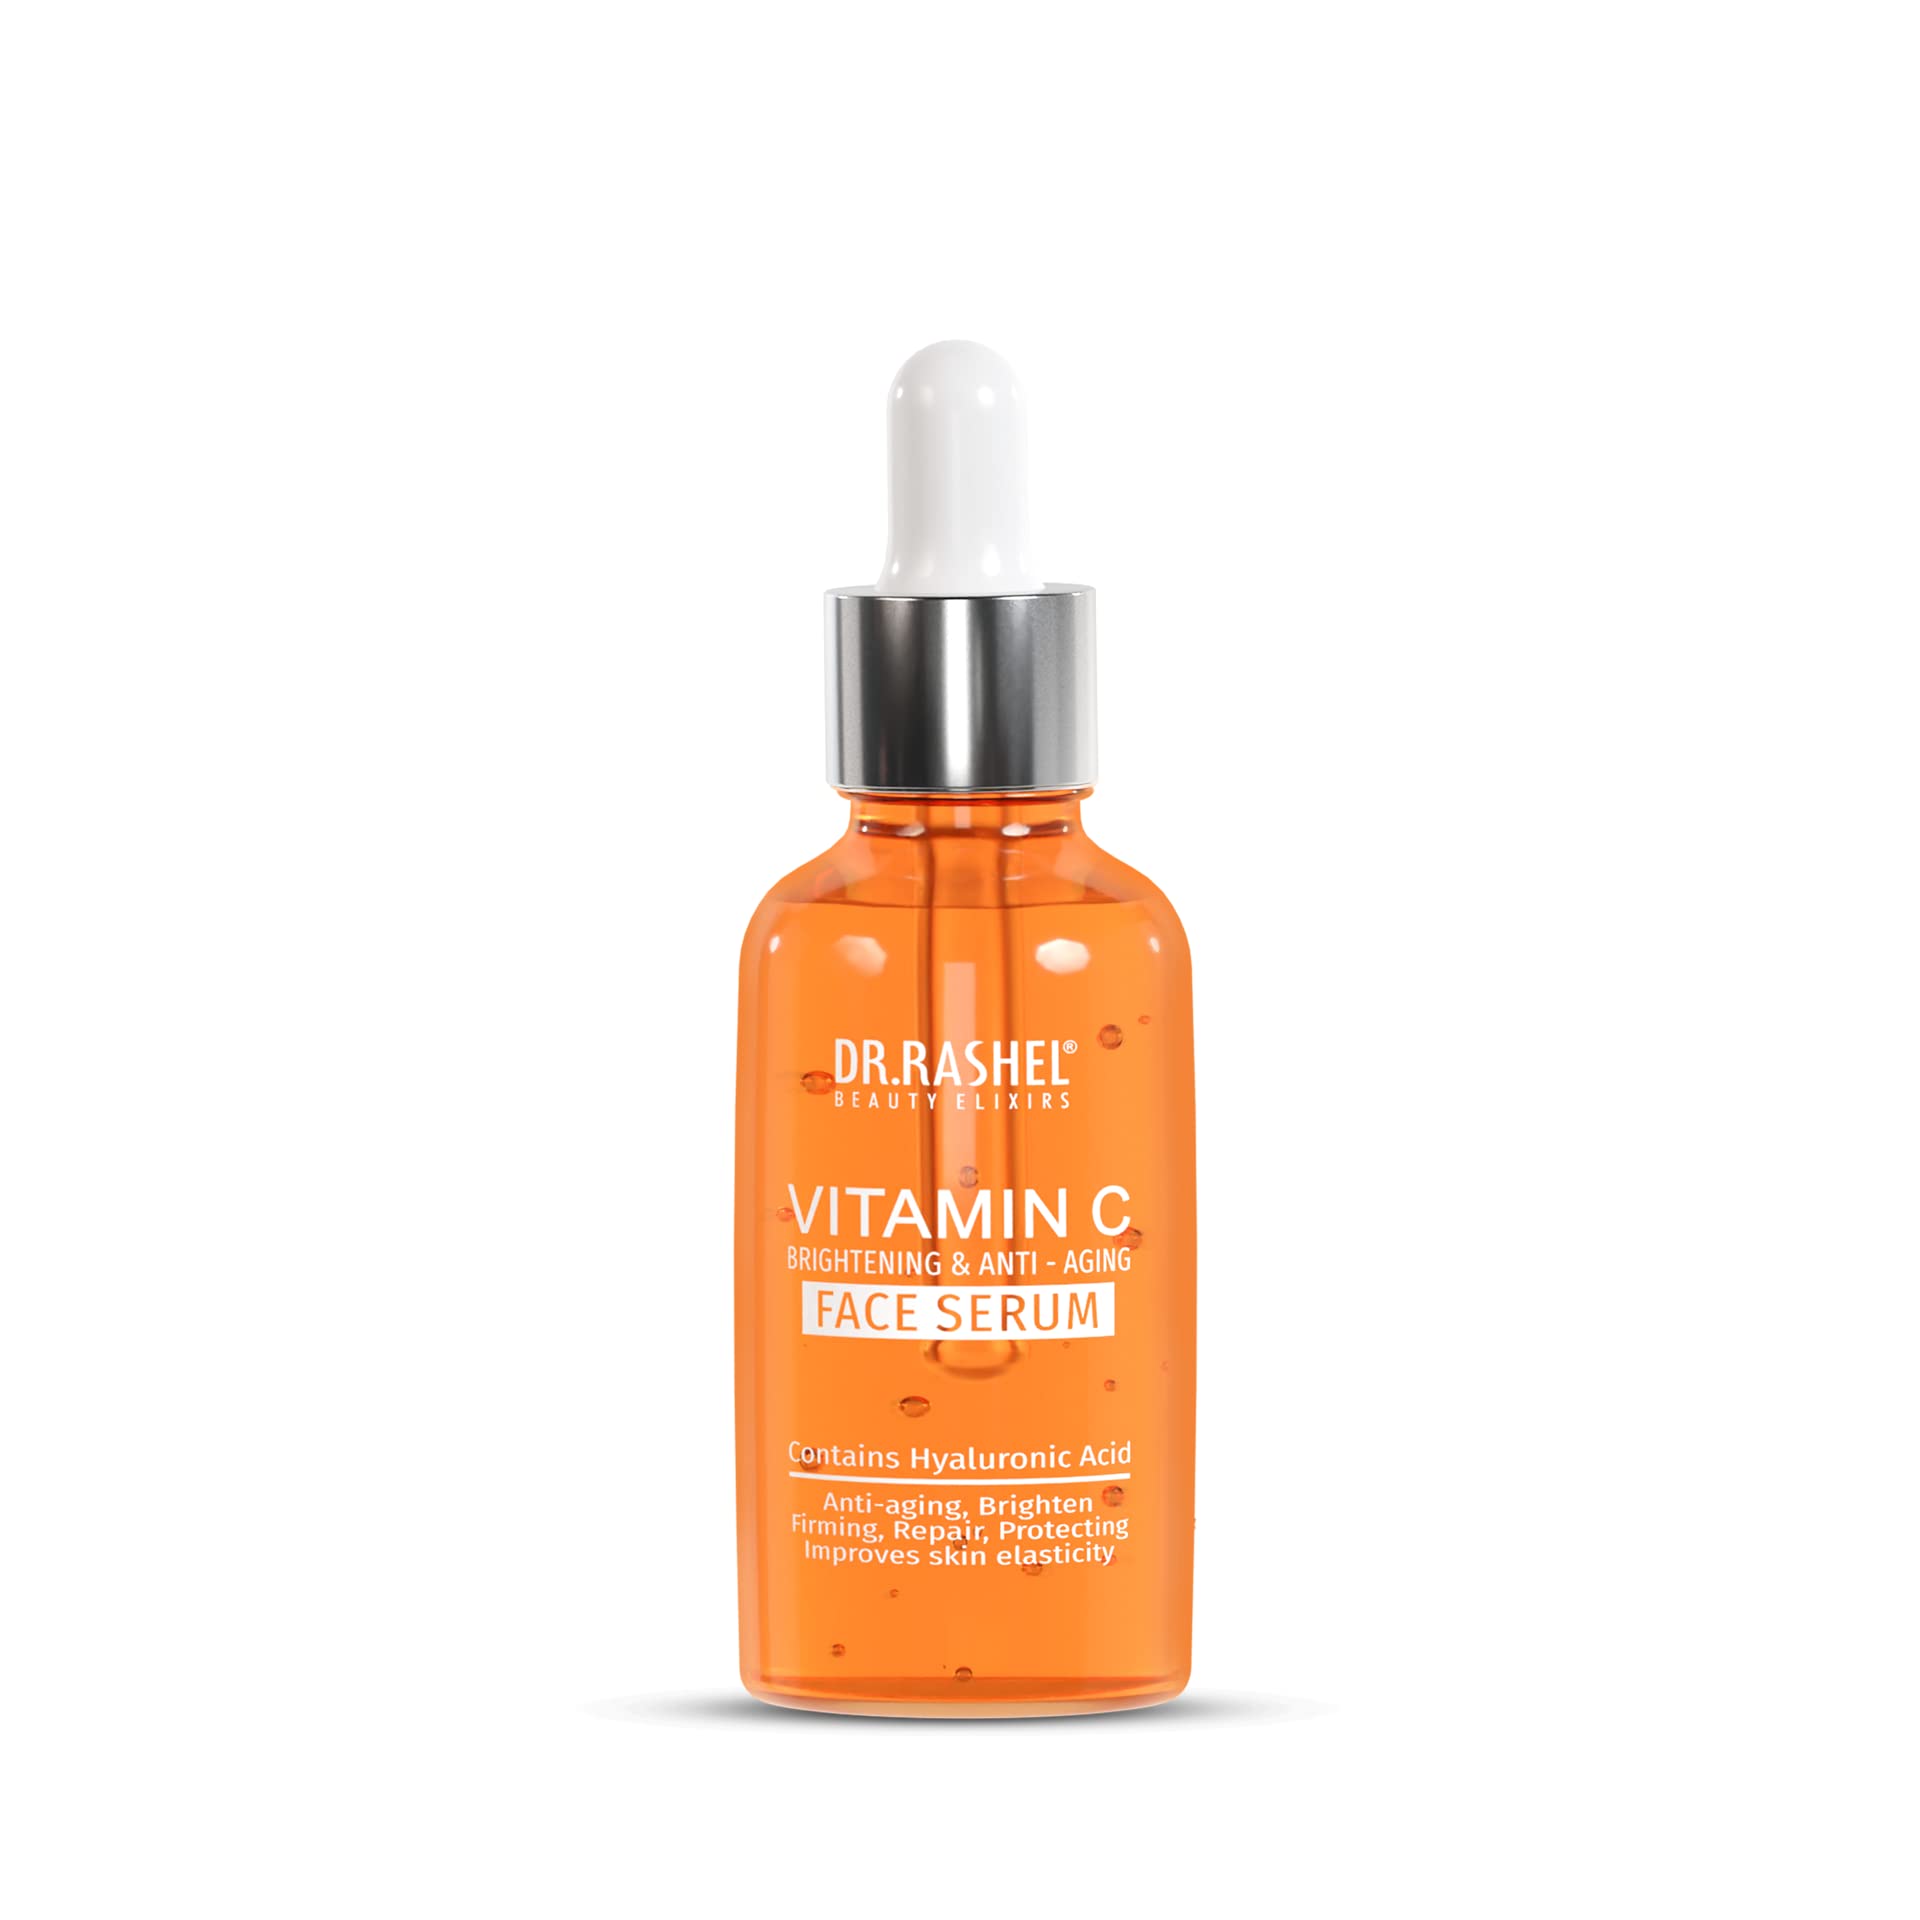 DR.RASHEL®
BEAUTY ELIXIRS
VITAMIN C
BRIGHTENING & ANTI - AGING
FACE SERUM
Contains Hyaluronic Acid
Anti-aging, Brighten
Firming, Repair, Protecting
Improves skin elasticity